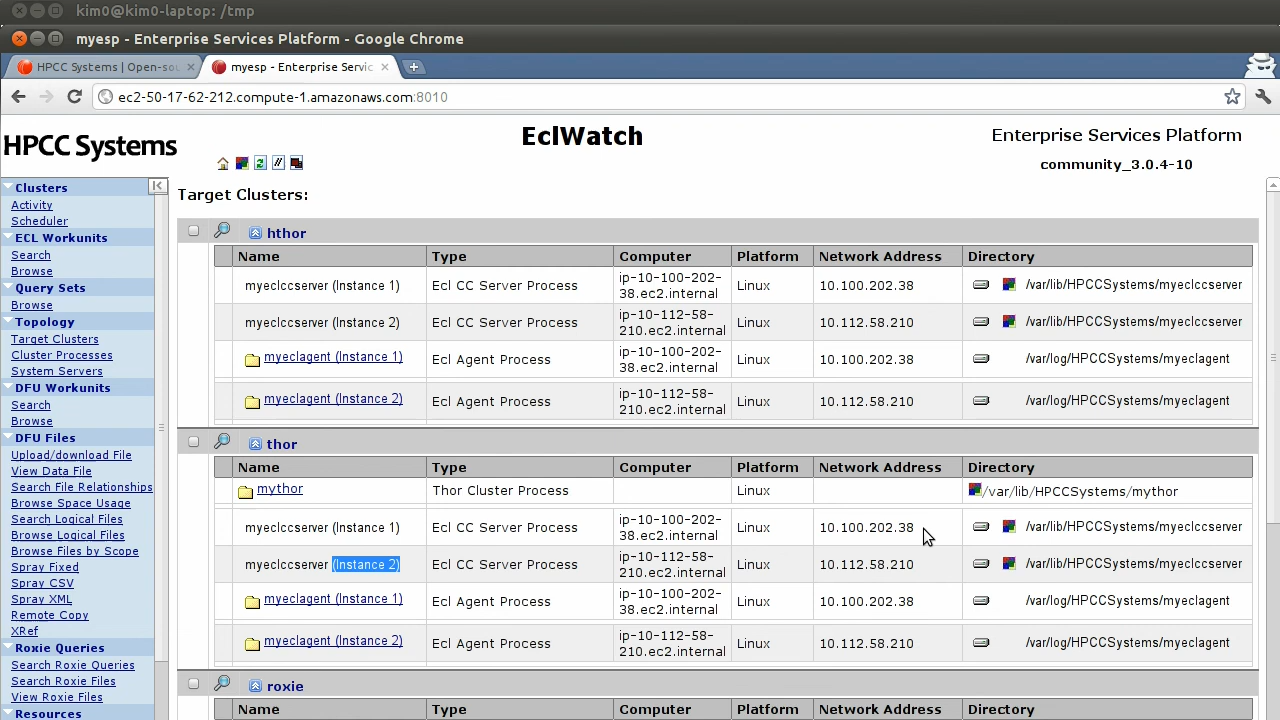 kim0@kim0-laptop: /tmp
myesp - Enterprise Services Platform - Google Chrome
HPCC Systems | Open-sou
myesp - Enterprise Servic
ec2-50-17-62-212.compute-1.amazonaws.com:8010
HPCC Systems
EclWatch
Enterprise Services Platform
community_3.0.4-10
Clusters
Activity
Scheduler
ECL Workunits
Search
Browse
Query Sets
Browse
Topology
Target Clusters
Cluster Processes
System Servers
DFU Workunits
Search
Browse
DFU Files
Upload/download File
View Data File
Search File Relationships
Browse Space Usage
Search Logical Files
Browse Logical Files
Browse Files by Scope
Spray Fixed
Spray CSV
Spray XML
Remote Copy
XRef
Roxie Queries
Search Roxie Queries
Search Roxie Files
View Roxie Files
Resources
Target Clusters:
hthor
Name Type Computer Platform Network Address Directory
myeclccserver (Instance 1) Ecl CC Server Process ip-10-100-202-38.ec2.internal Linux 10.100.202.38 /var/lib/HPCCSystems/myeclccserver
myeclccserver (Instance 2) Ecl CC Server Process ip-10-112-58-210.ec2.internal Linux 10.112.58.210 /var/lib/HPCCSystems/myeclccserver
myeclagent (Instance 1) Ecl Agent Process ip-10-100-202-38.ec2.internal Linux 10.100.202.38 /var/log/HPCCSystems/myeclagent
myeclagent (Instance 2) Ecl Agent Process ip-10-112-58-210.ec2.internal Linux 10.112.58.210 /var/log/HPCCSystems/myeclagent
thor
Name Type Computer Platform Network Address Directory
mythor Thor Cluster Process Linux /var/lib/HPCCSystems/mythor
myeclccserver (Instance 1) Ecl CC Server Process ip-10-100-202-38.ec2.internal Linux 10.100.202.38 /var/lib/HPCCSystems/myeclccserver
myeclccserver (Instance 2) Ecl CC Server Process ip-10-112-58-210.ec2.internal Linux 10.112.58.210 /var/lib/HPCCSystems/myeclccserver
myeclagent (Instance 1) Ecl Agent Process ip-10-100-202-38.ec2.internal Linux 10.100.202.38 /var/log/HPCCSystems/myeclagent
myeclagent (Instance 2) Ecl Agent Process ip-10-112-58-210.ec2.internal Linux 10.112.58.210 /var/log/HPCCSystems/myeclagent
roxie
Name Type Computer Platform Network Address Directory